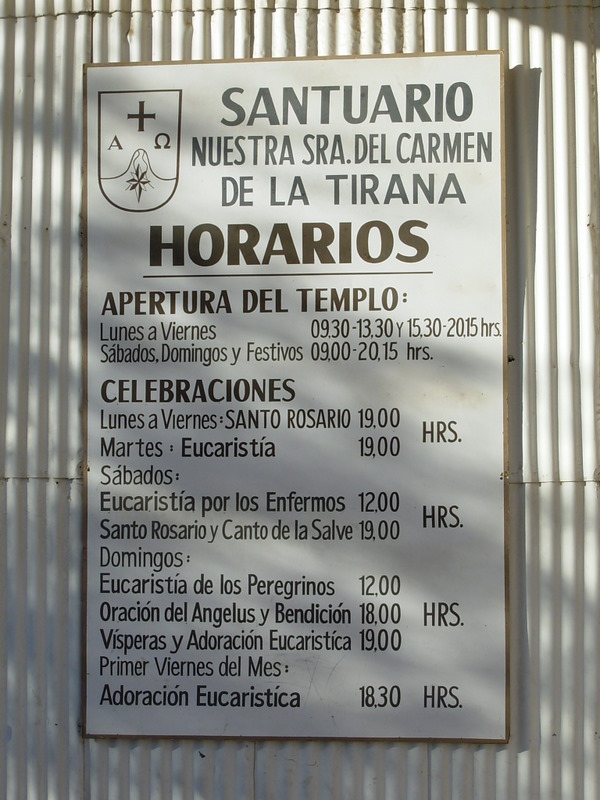 Α Ω
SANTUARIO
NUESTRA SRA. DEL CARMEN
DE LA TIRANA
HORARIOS
APERTURA DEL TEMPLO:
Lunes a Viernes 09,30-13,30 Y 15,30-20,15 hrs.
Sábados, Domingos y Festivos 09,00-20,15 hrs.
CELEBRACIONES
Lunes a Viernes: SANTO ROSARIO 19,00 HRS.
Martes: Eucaristía 19,00
Sábados:
Eucaristía por los Enfermos 12,00 HRS.
Santo Rosario y Canto de la Salve 19,00
Domingos:
Eucaristía de los Peregrinos 12,00
Oración del Angelus y Bendición 18,00 HRS.
Vísperas y Adoración Eucaristíca 19,00
Primer Viernes del Mes:
Adoración Eucaristíca 18,30 HRS.